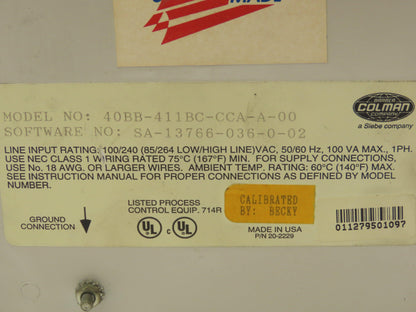 MADE
MODEL NO: 40BB-411BC-CCA-A-00
SOFTWARE NO: SA-13766-036-0-02
BARBER
COLMAN
company
a Siebe company
LINE INPUT RATING: 100/240 (85/264 LOW/HIGH LINE)VAC, 50/60 Hz, 100 VA MAX., 1PH.
USE NEC CLASS 1 WIRING RATED 75°C (167°F) MIN. FOR SUPPLY CONNECTIONS,
USE No. 18 AWG. OR LARGER WIRES. AMBIENT TEMP. RATING: 60°C (140°F) MAX.
SEE INSTRUCTION MANUAL FOR PROPER CONNECTIONS AS DEFINED BY MODEL
NUMBER.
GROUND
CONNECTION
LISTED PROCESS
CONTROL EQUIP. 714R
UL
C UL
CALIBRATED
BY: BECKY
MADE IN USA
P/N 20-2229
011279501097